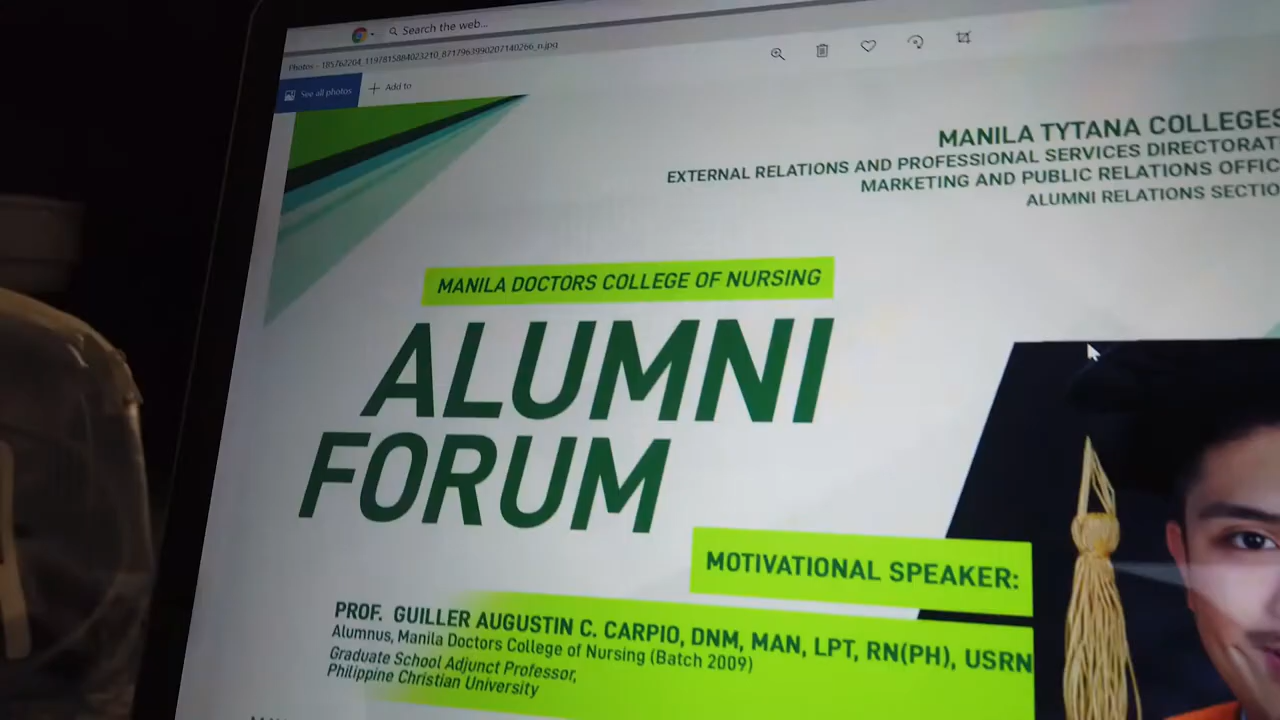 Search the web...
Photos - 185762204_1197815884023210_8717963990207140266_n.jpg
See all photos
Add to
MANILA TYTANA COLLEGES
EXTERNAL RELATIONS AND PROFESSIONAL SERVICES DIRECTORAT
MARKETING AND PUBLIC RELATIONS OFFIC
ALUMNI RELATIONS SECTIO
MANILA DOCTORS COLLEGE OF NURSING
ALUMNI
FORUM
MOTIVATIONAL SPEAKER:
PROF. GUILLER AUGUSTIN C. CARPIO, DNM, MAN, LPT, RN(PH), USRN
Alumnus, Manila Doctors College of Nursing (Batch 2009)
Graduate School Adjunct Professor,
Philippine Christian University